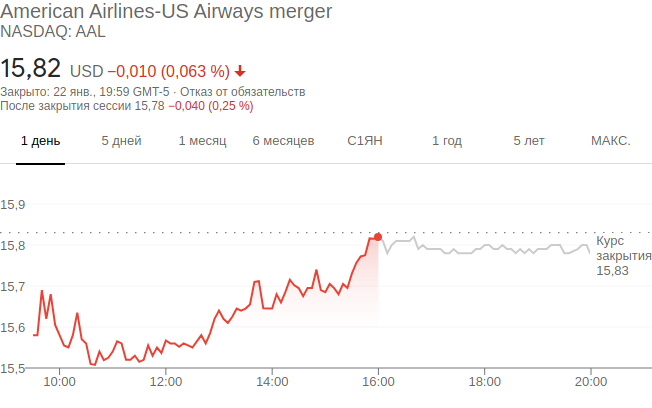 American Airlines-US Airways merger
NASDAQ: AAL
15,82 USD −0,010 (0,063 %)
Закрыто: 22 янв., 19:59 GMT-5 · Отказ от обязательств
После закрытия сессии 15,78 −0,040 (0,25 %)
1 день 5 дней 1 месяц 6 месяцев С1ЯН 1 год 5 лет МАКС.
15,9
15,8
15,7
15,6
15,5
Курс
закрытия
15,83
10:00 12:00 14:00 16:00 18:00 20:00